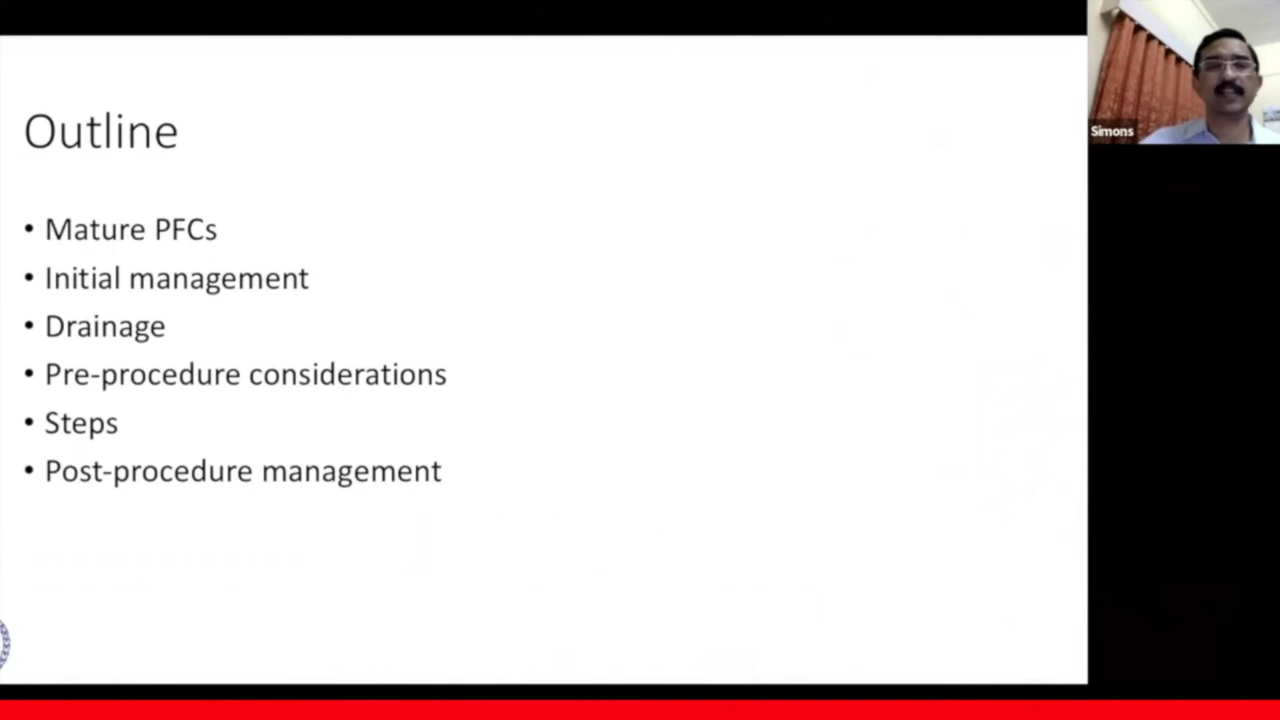 Outline
• Mature PFCs
• Initial management
• Drainage
• Pre-procedure considerations
• Steps
• Post-procedure management
Simons